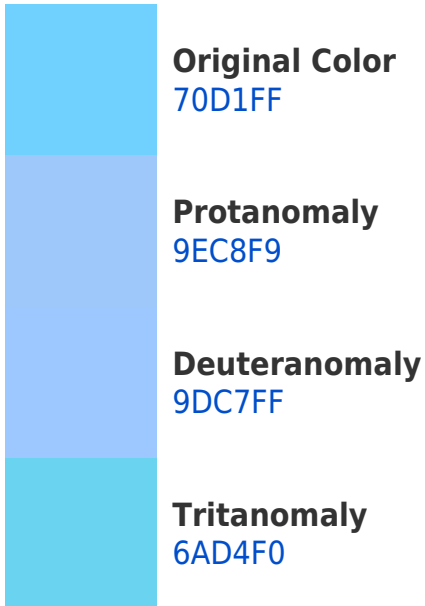 Original Color
70D1FF
Protanomaly
9EC8F9
Deuteranomaly
9DC7FF
Tritanomaly
6AD4F0